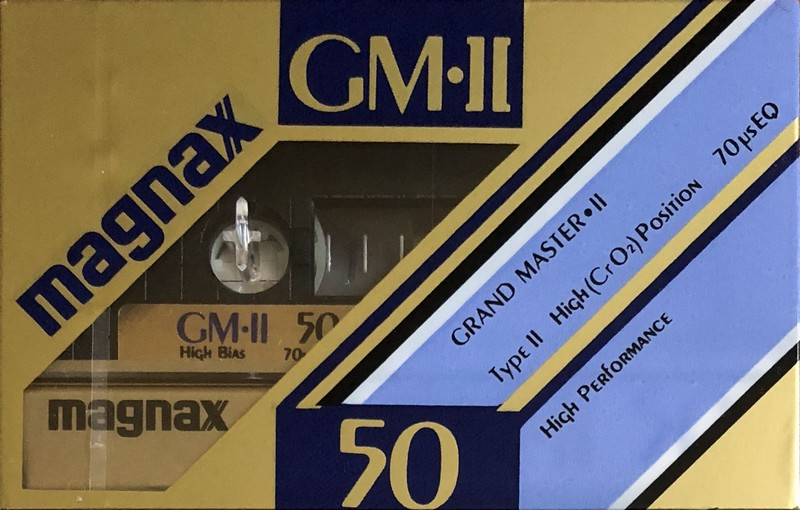 GM·II
magnax
GRAND MASTER·II
Type II High (CrO₂) Position 70μsEQ
High Performance
GM·II 50
High Bias 70
magnax
50